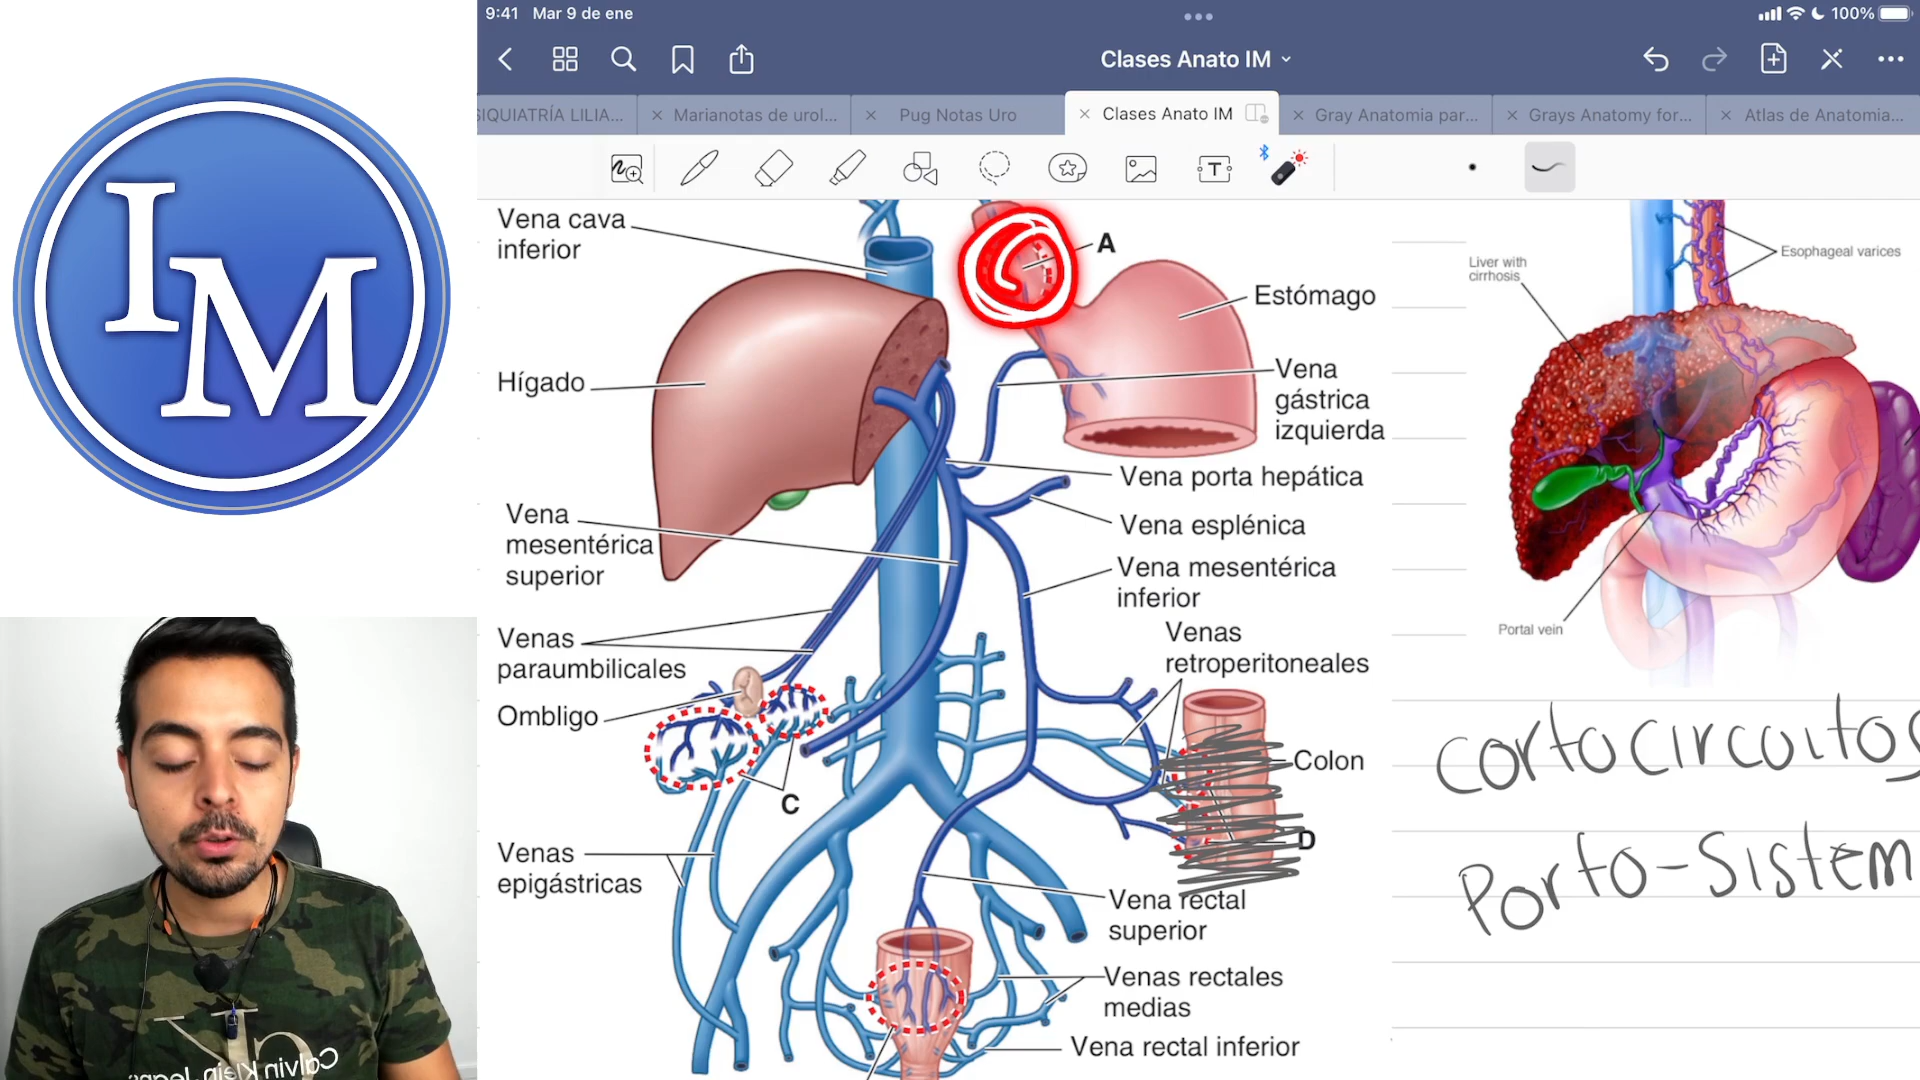 9:41 Mar 9 de ene
100%
Clases Anato IM
SIQUIATRÍA LILIA...
Marianotas de urol...
Pug Notas Uro
Clases Anato IM
Gray Anatomia par...
Grays Anatomy for...
Atlas de Anatomia...
T
IM
Vena cava
inferior
A
Estómago
Hígado
Vena
gástrica
izquierda
Vena porta hepática
Vena
mesentérica
superior
Vena esplénica
Vena mesentérica
inferior
Venas
paraumbilicales
Venas
retroperitoneales
Ombligo
Colon
C
D
Venas
epigástricas
Vena rectal
superior
Venas rectales
medias
Vena rectal inferior
Liver with
cirrhosis
Esophageal varices
Portal vein
Cortocircuitos
Porto-Sistem
Calvin Klein Jeans